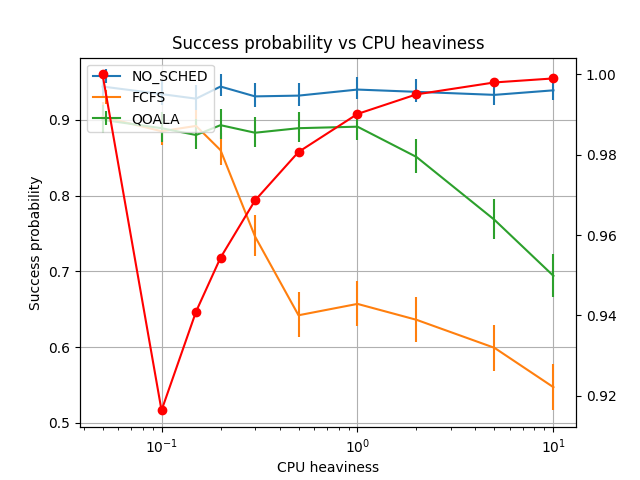 Success probability vs CPU heaviness
NO_SCHED
FCFS
QOALA
Success probability
0.9
0.8
0.7
0.6
0.5
1.00
0.98
0.96
0.94
0.92
10⁻¹
10⁰
10¹
CPU heaviness